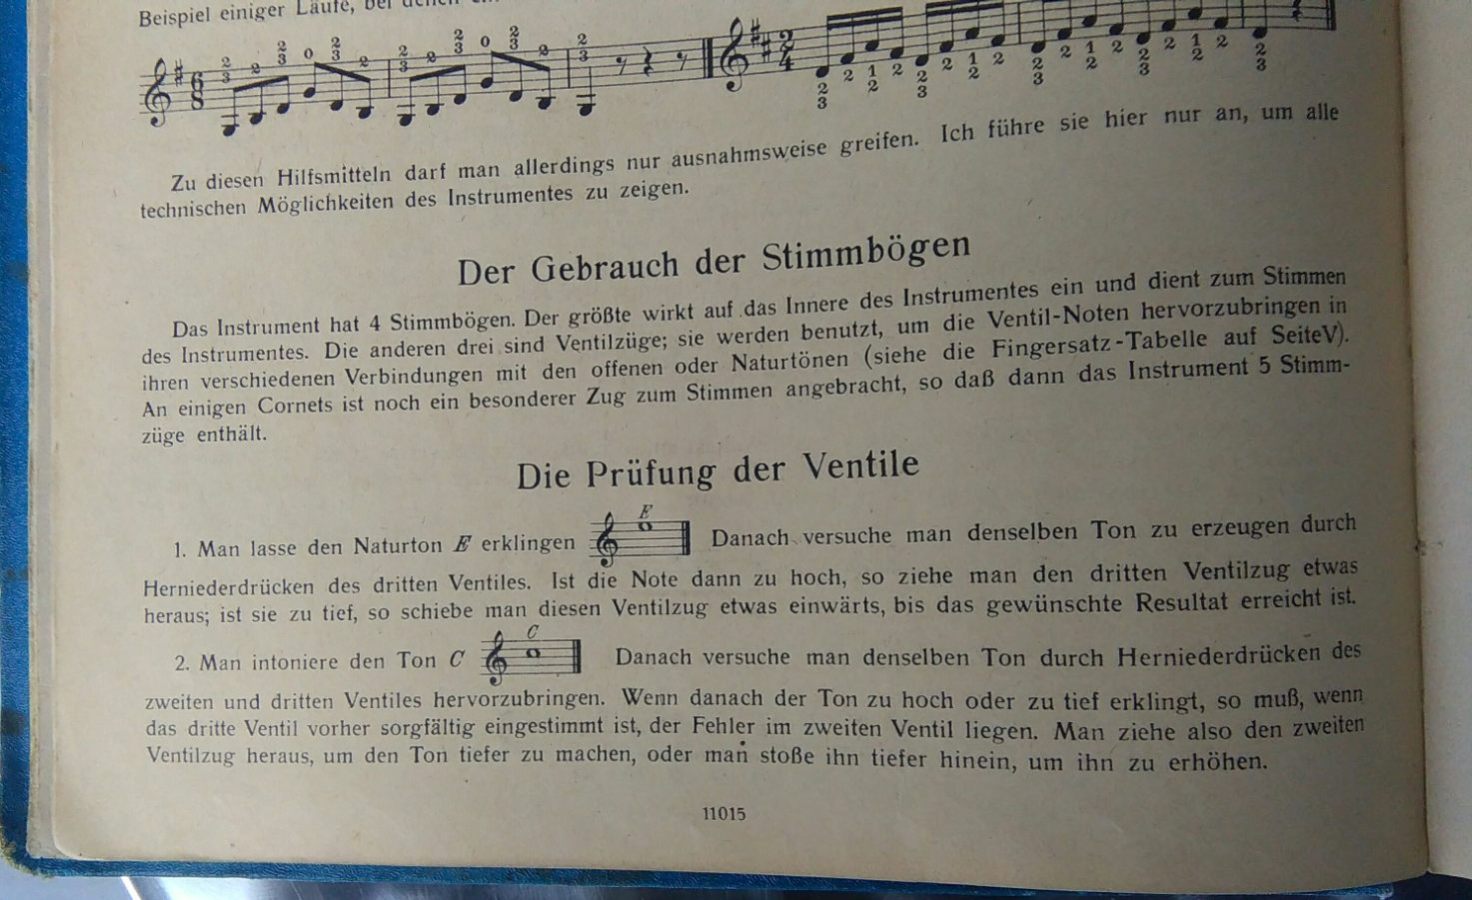 Beispiel einiger Läufe, bei denen
Zu diesen Hilfsmitteln darf man allerdings nur ausnahmsweise greifen. Ich führe sie hier nur an, um alle
technischen Möglichkeiten des Instrumentes zu zeigen.
Der Gebrauch der Stimmbögen
Das Instrument hat 4 Stimmbögen. Der größte wirkt auf das Innere des Instrumentes ein und dient zum Stimmen
des Instrumentes. Die anderen drei sind Ventilzüge; sie werden benutzt, um die Ventil-Noten hervorzubringen in
ihren verschiedenen Verbindungen mit den offenen oder Naturtönen (siehe die Fingersatz-Tabelle auf Seite V).
An einigen Cornets ist noch ein besonderer Zug zum Stimmen angebracht, so daß dann das Instrument 5 Stimm-
züge enthält.
Die Prüfung der Ventile
E
1. Man lasse den Naturton E erklingen Danach versuche man denselben Ton zu erzeugen durch
Herniederdrücken des dritten Ventiles. Ist die Note dann zu hoch, so ziehe man den dritten Ventilzug etwas
heraus; ist sie zu tief, so schiebe man diesen Ventilzug etwas einwärts, bis das gewünschte Resultat erreicht ist.
C
2. Man intoniere den Ton C Danach versuche man denselben Ton durch Herniederdrücken des
zweiten und dritten Ventiles hervorzubringen. Wenn danach der Ton zu hoch oder zu tief erklingt, so muß, wenn
das dritte Ventil vorher sorgfältig eingestimmt ist, der Fehler im zweiten Ventil liegen. Man ziehe also den zweiten
Ventilzug heraus, um den Ton tiefer zu machen, oder man stoße ihn tiefer hinein, um ihn zu erhöhen.
11015